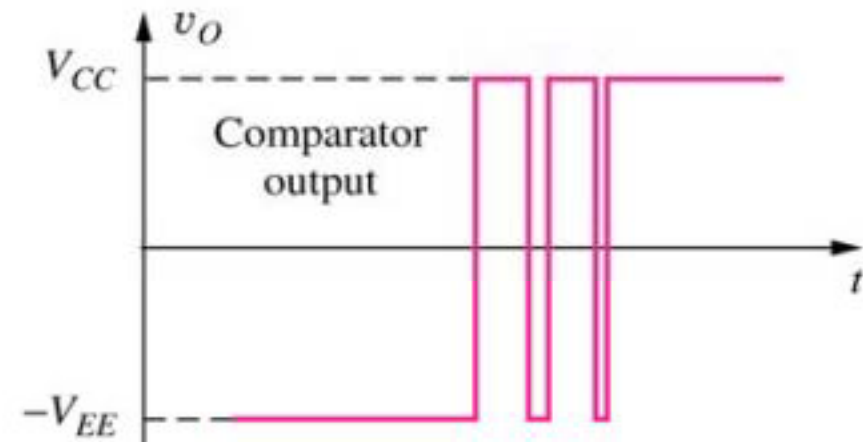 v_O
V_CC
Comparator
output
t
-V_EE